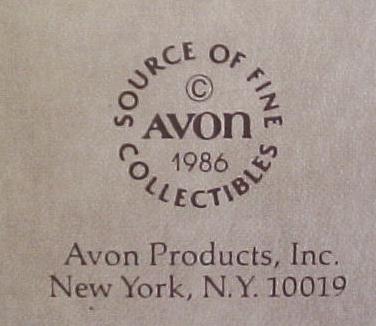 SOURCE OF FINE
©
AVON
1986
COLLECTIBLES
Avon Products, Inc.
New York, N.Y. 10019